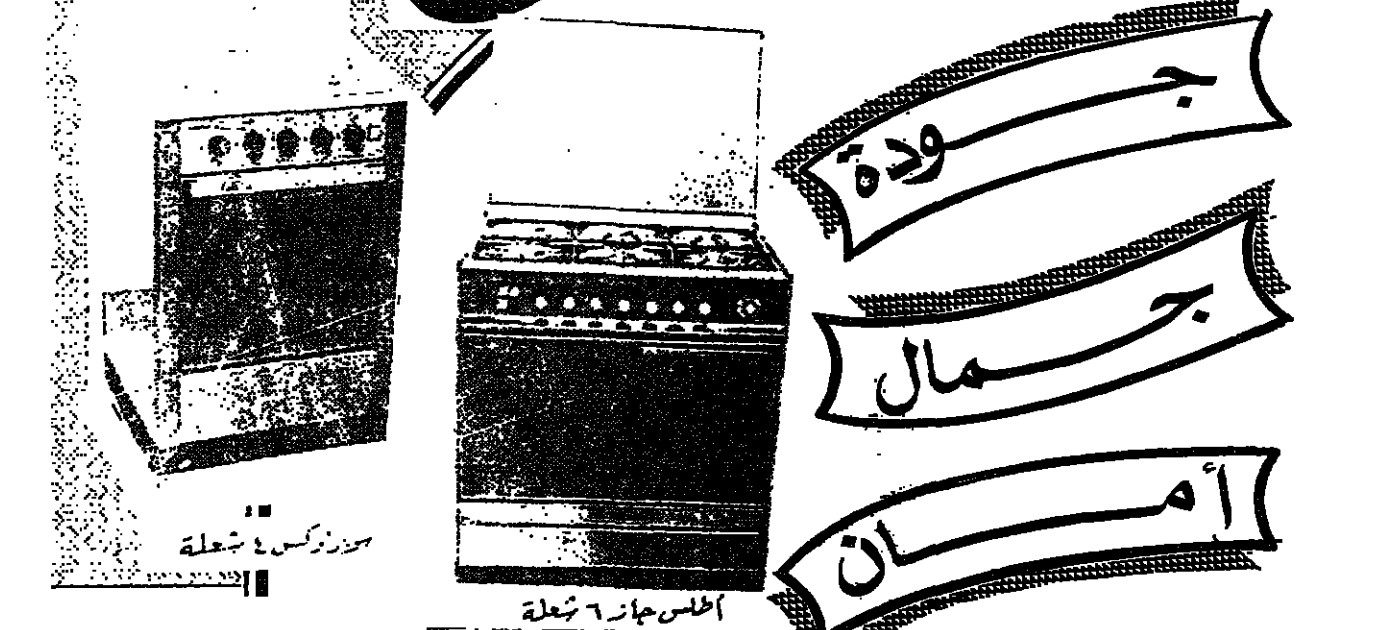 جودة
جمال
أمان
أطلس جاز ٦ شعلة
٤ شعلة